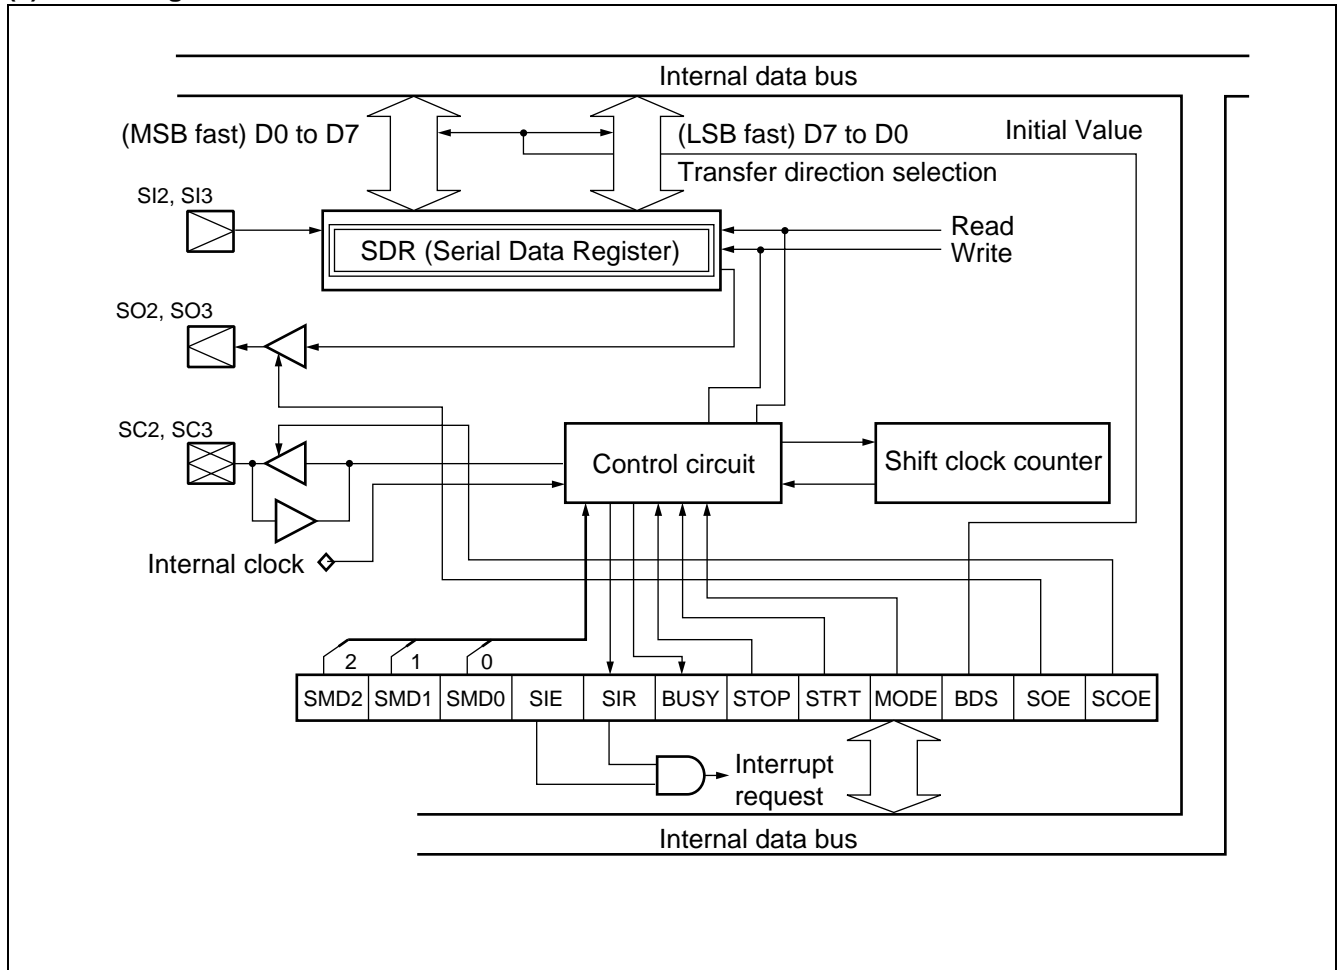 Internal data bus
(MSB fast) D0 to D7
(LSB fast) D7 to D0
Initial Value
Transfer direction selection
SI2, SI3
SDR (Serial Data Register)
Read
Write
SO2, SO3
SC2, SC3
Control circuit
Shift clock counter
Internal clock
2
1
0
SMD2 SMD1 SMD0 SIE SIR BUSY STOP STRT MODE BDS SOE SCOE
Interrupt
request
Internal data bus